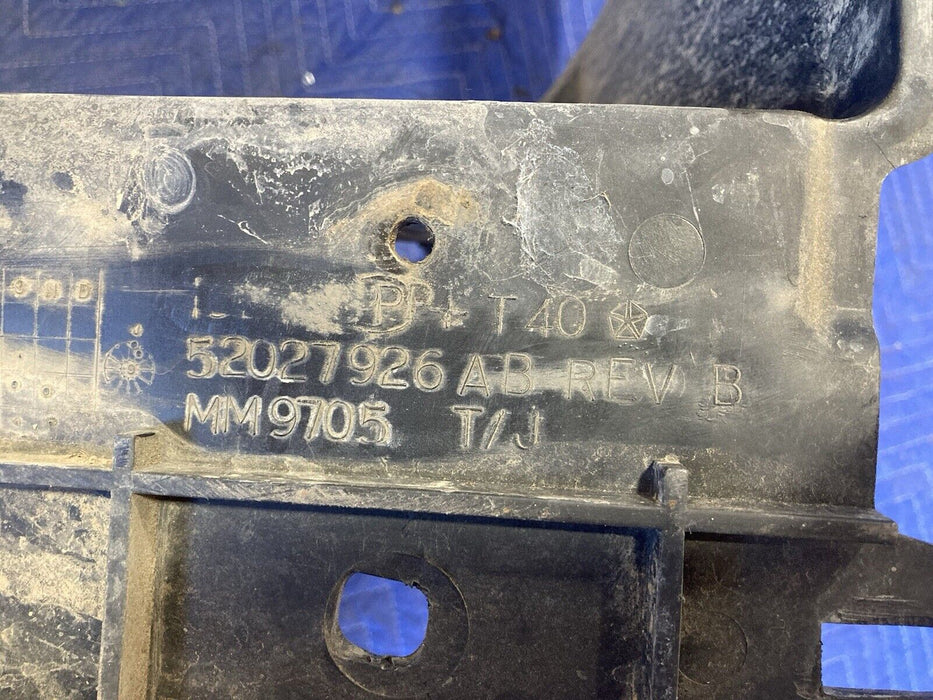 PP + T40
52027926 AB REV B
MM9705 T/J